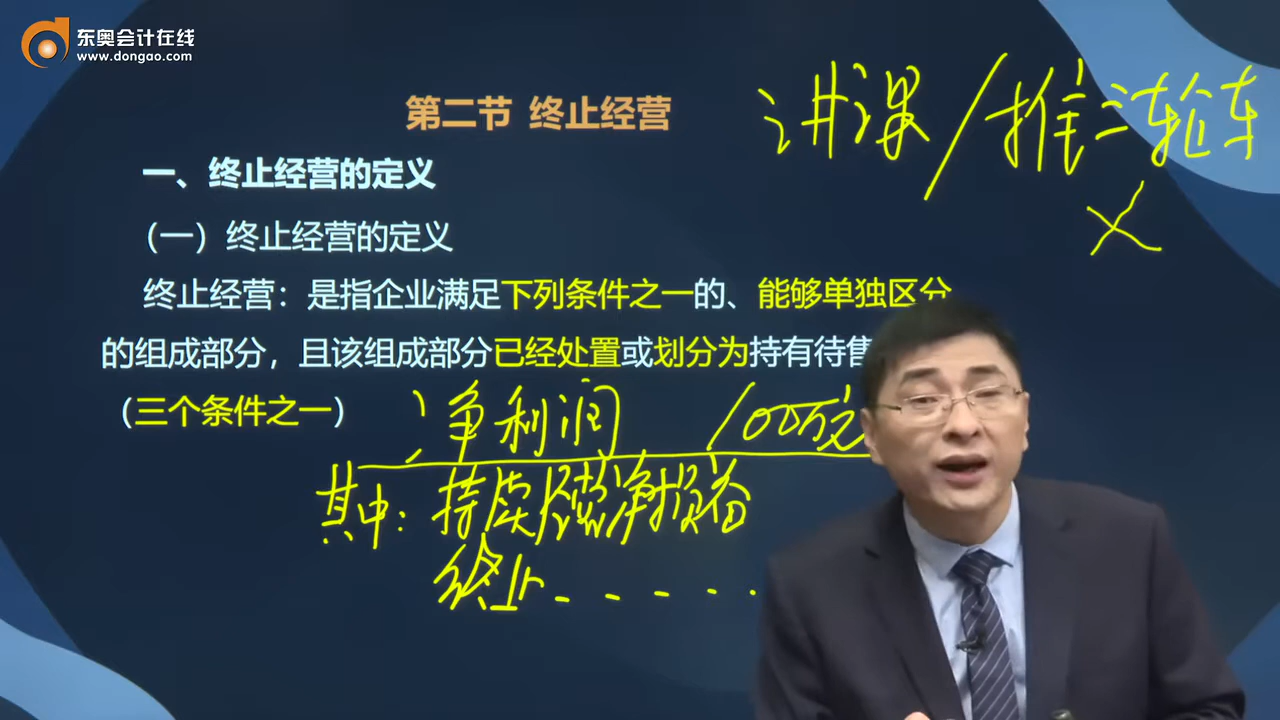 东奥会计在线
www.dongao.com
讲课/推三轮车
×
第二节 终止经营
一、终止经营的定义
（一）终止经营的定义
终止经营：是指企业满足下列条件之一的、能够单独区分
的组成部分，且该组成部分已经处置或划分为持有待售
（三个条件之一）
净利润 100万元
其中：持续经营净损益
终止- - - - -